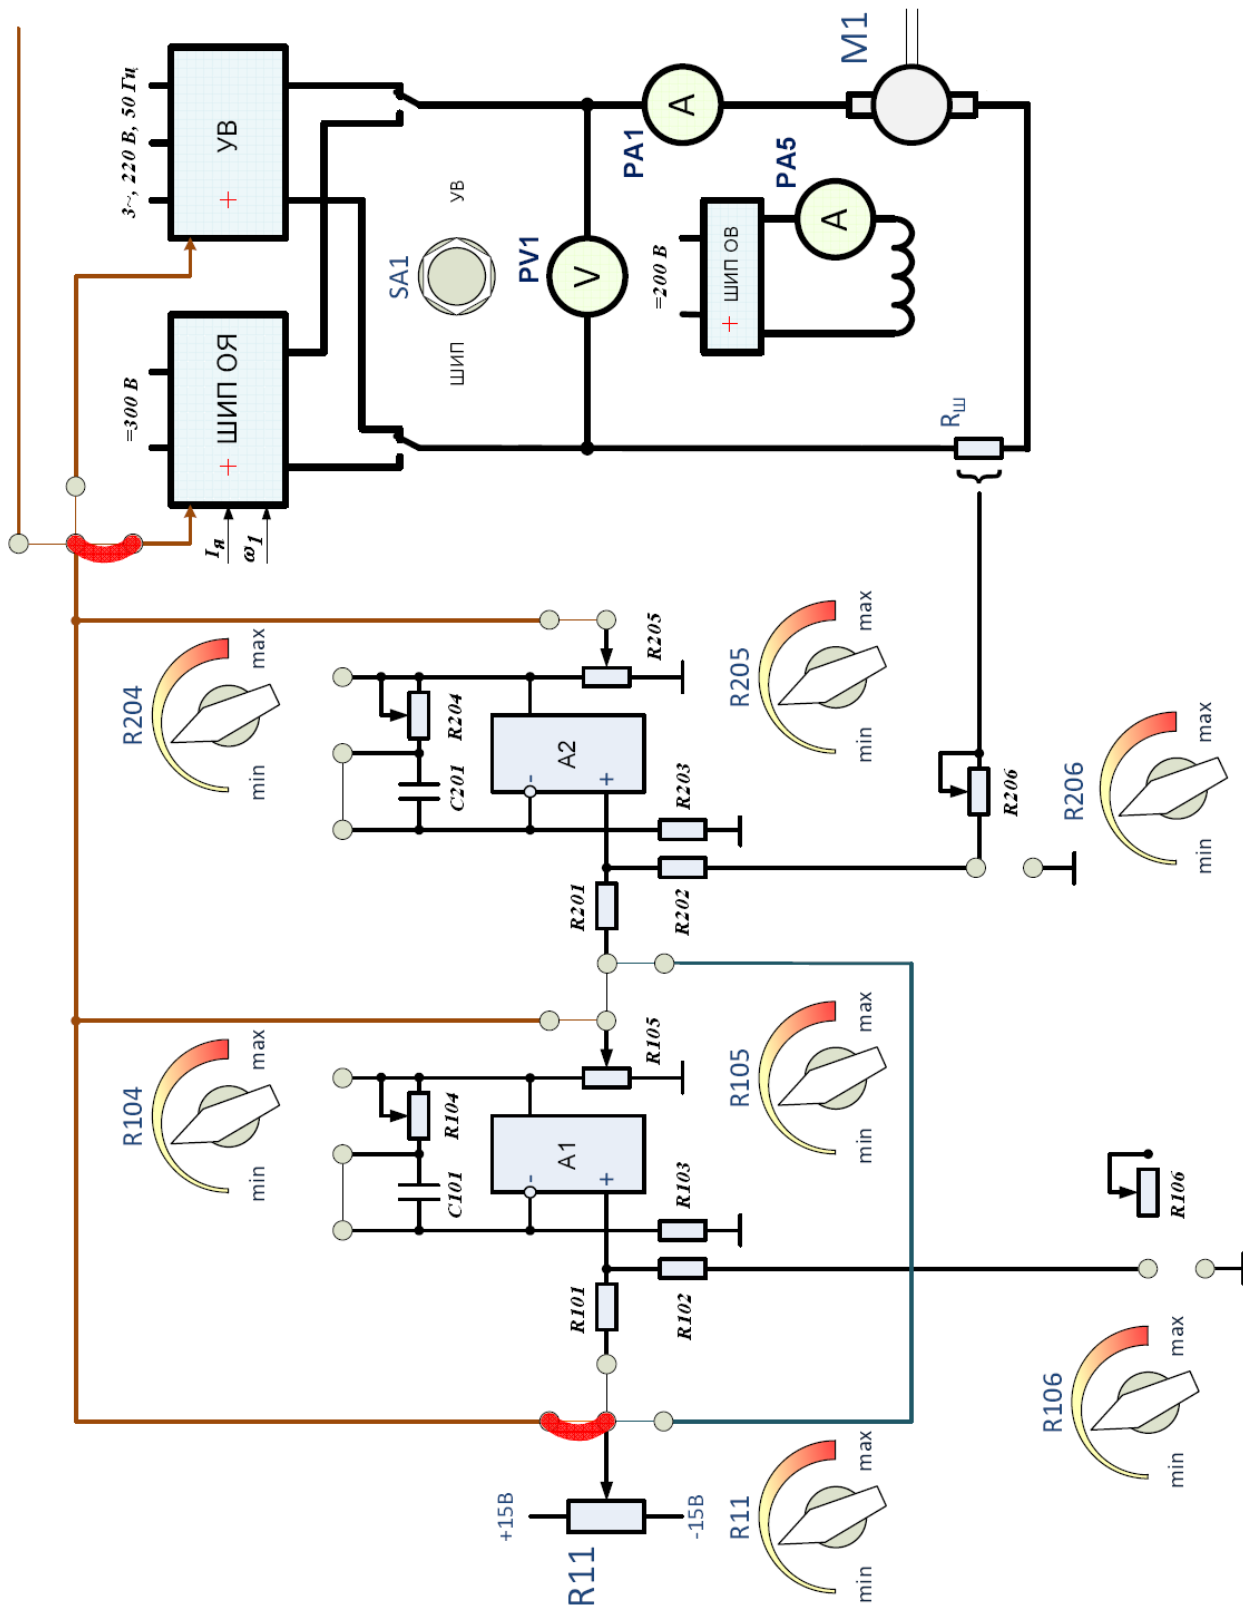 R104
R204
=300 В
3~, 220 В, 50 Гц
Iя
+ ШИП ОЯ
+ УВ
ω1
min
max
min
max
SA1
ШИП
УВ
C101
R104
C201
R204
+15В
-
A1
+
-
A2
+
PV1
V
R11
R101
R201
R105
R205
PA1
A
=200 В
R102
R103
R202
R203
-15В
R11
R105
R205
+ ШИП ОВ
PA5
A
M1
min
max
min
max
min
max
Rш
R206
R106
R206
min
max
R106
min
max